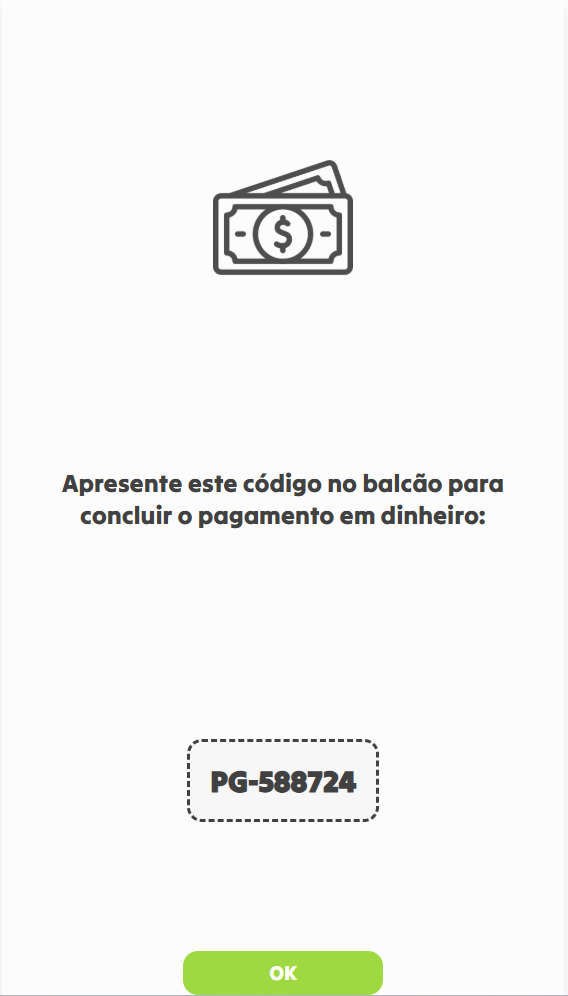 $
Apresente este código no balcão para
concluir o pagamento em dinheiro:
PG-588724
OK